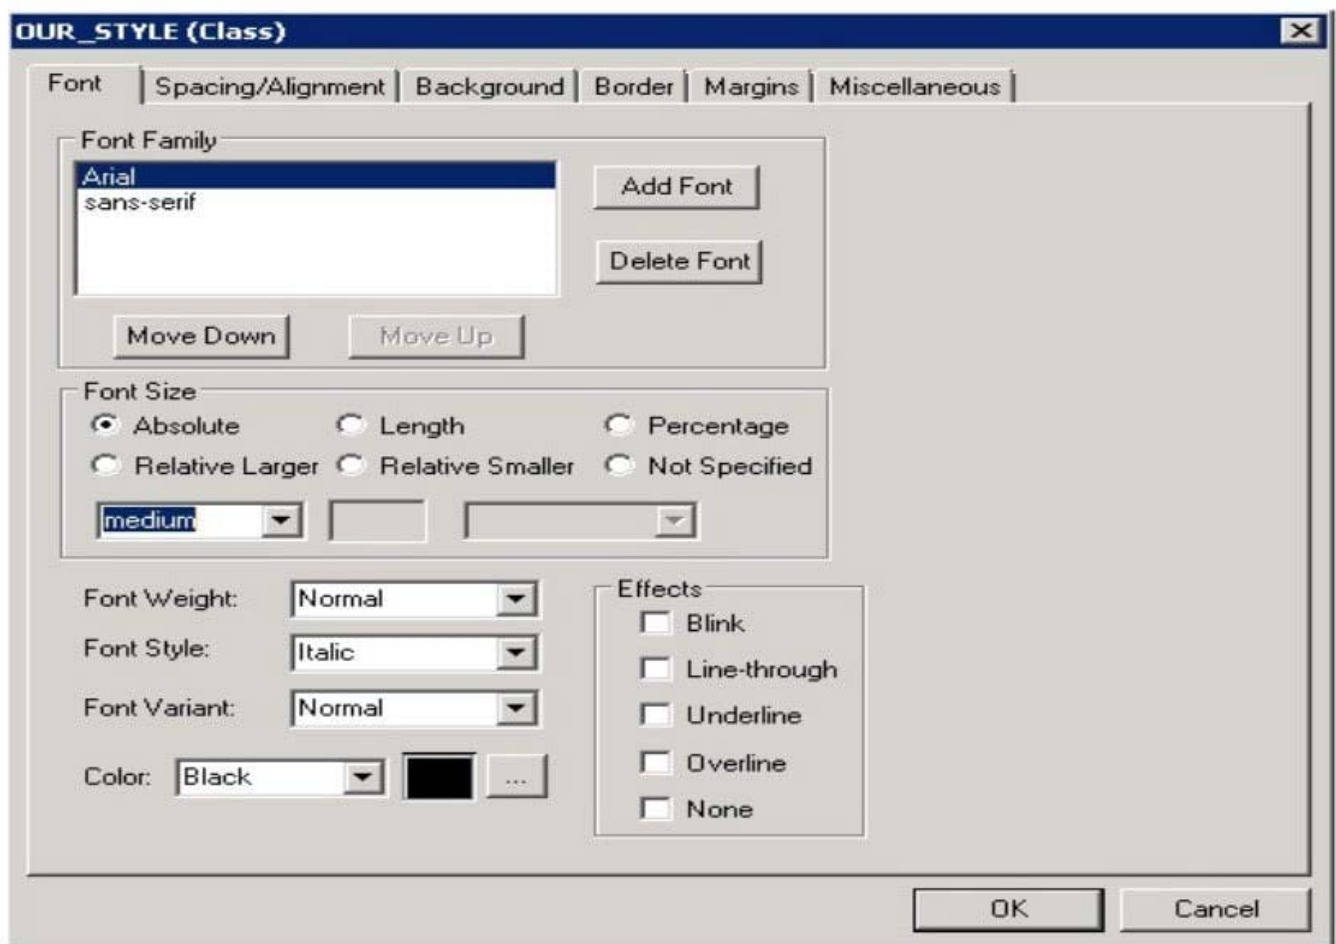 OUR_STYLE (Class)
Font Spacing/Alignment Background Border Margins Miscellaneous
Font Family
Arial
sans-serif
Add Font
Delete Font
Move Down Move Up
Font Size
Absolute Length Percentage
Relative Larger Relative Smaller Not Specified
medium
Font Weight: Normal
Font Style: Italic
Font Variant: Normal
Color: Black ...
Effects
Blink
Line-through
Underline
Overline
None
OK Cancel